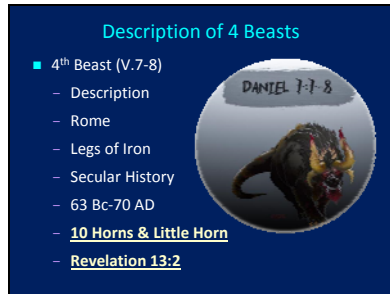 Description of 4 Beasts
■ 4th Beast (V.7-8)
– Description
– Rome
– Legs of Iron
– Secular History
– 63 Bc-70 AD
– 10 Horns & Little Horn
– Revelation 13:2
DANIEL 7:7-8